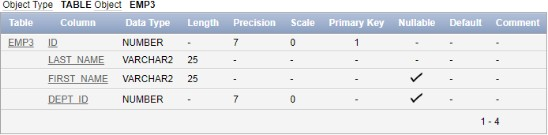 Object Type TABLE Object EMP3
Table Column Data Type Length Precision Scale Primary Key Nullable Default Comment
EMP3 ID NUMBER - 7 0 1 - - -
LAST_NAME VARCHAR2 25 - - - - - -
FIRST_NAME VARCHAR2 25 - - - ✓ - -
DEPT_ID NUMBER - 7 0 - ✓ - -
1 - 4